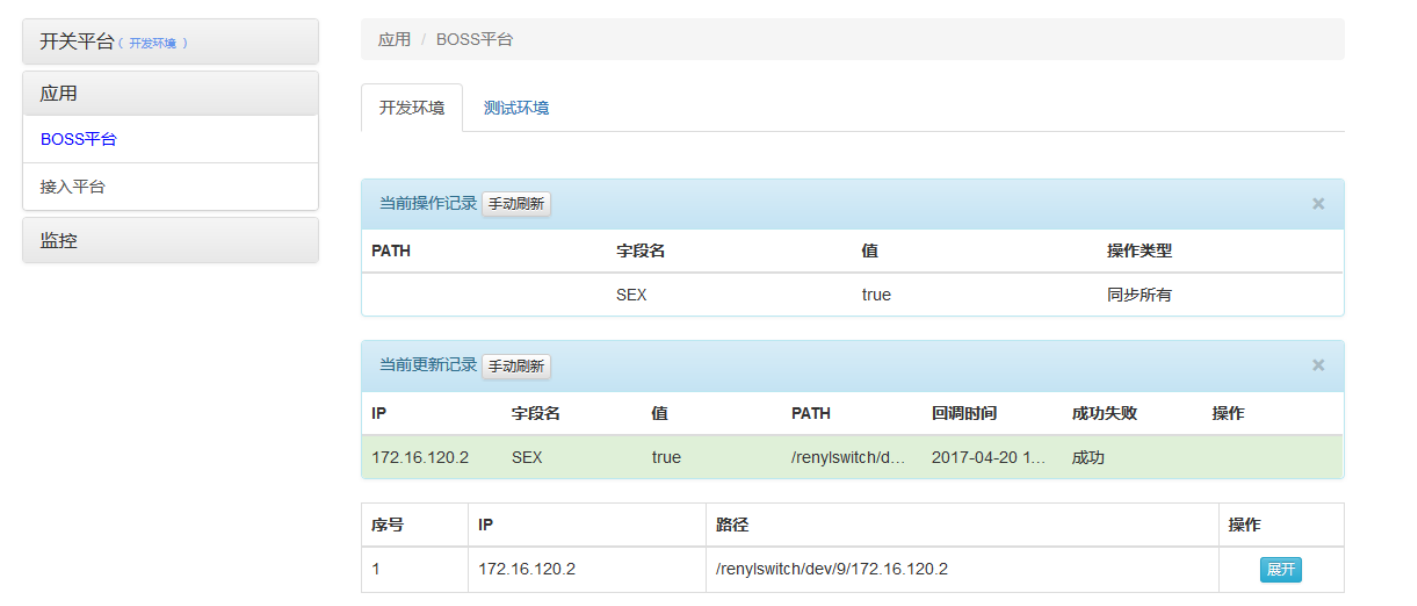 开关平台( 开发环境 )
应用
BOSS平台
接入平台
监控
应用 / BOSS平台
开发环境 测试环境
当前操作记录 手动刷新 ×
PATH 字段名 值 操作类型
SEX true 同步所有
当前更新记录 手动刷新 ×
IP 字段名 值 PATH 回调时间 成功失败 操作
172.16.120.2 SEX true /renylswitch/d... 2017-04-20 1... 成功
序号 IP 路径 操作
1 172.16.120.2 /renylswitch/dev/9/172.16.120.2 展开